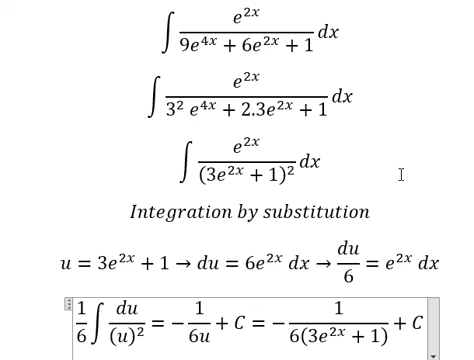 ∫ e^{2x} / (9e^{4x} + 6e^{2x} + 1) dx
∫ e^{2x} / (3² e^{4x} + 2.3e^{2x} + 1) dx
∫ e^{2x} / (3e^{2x} + 1)² dx
Integration by substitution
u = 3e^{2x} + 1 → du = 6e^{2x} dx → du/6 = e^{2x} dx
1/6 ∫ du/(u)² = − 1/(6u) + C = − 1/(6(3e^{2x} + 1)) + C